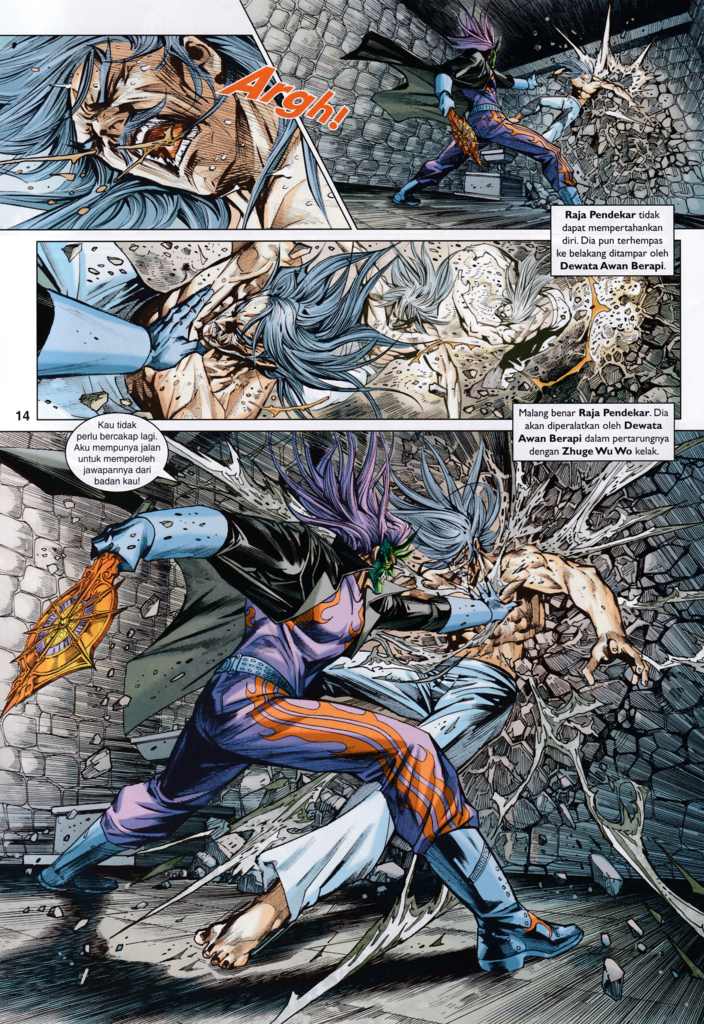 Argh!
Raja Pendekar tidak
dapat mempertahankan
diri. Dia pun terhempas
ke belakang ditampar oleh
Dewata Awan Berapi.
14
Malang benar Raja Pendekar. Dia
akan diperalatkan oleh Dewata
Awan Berapi dalam pertarungnya
dengan Zhuge Wu Wo kelak.
Kau tidak
perlu bercakap lagi.
Aku mempunya jalan
untuk memperoleh
jawapannya dari
badan kau!